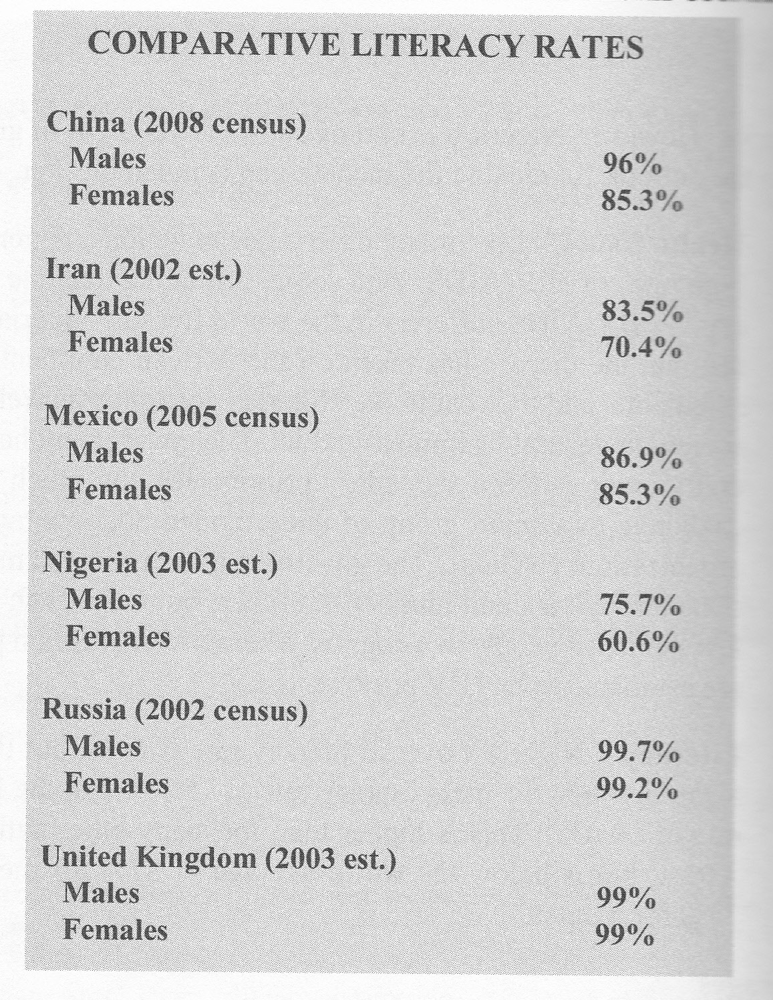 COMPARATIVE LITERACY RATES
China (2008 census)
Males 96%
Females 85.3%
Iran (2002 est.)
Males 83.5%
Females 70.4%
Mexico (2005 census)
Males 86.9%
Females 85.3%
Nigeria (2003 est.)
Males 75.7%
Females 60.6%
Russia (2002 census)
Males 99.7%
Females 99.2%
United Kingdom (2003 est.)
Males 99%
Females 99%